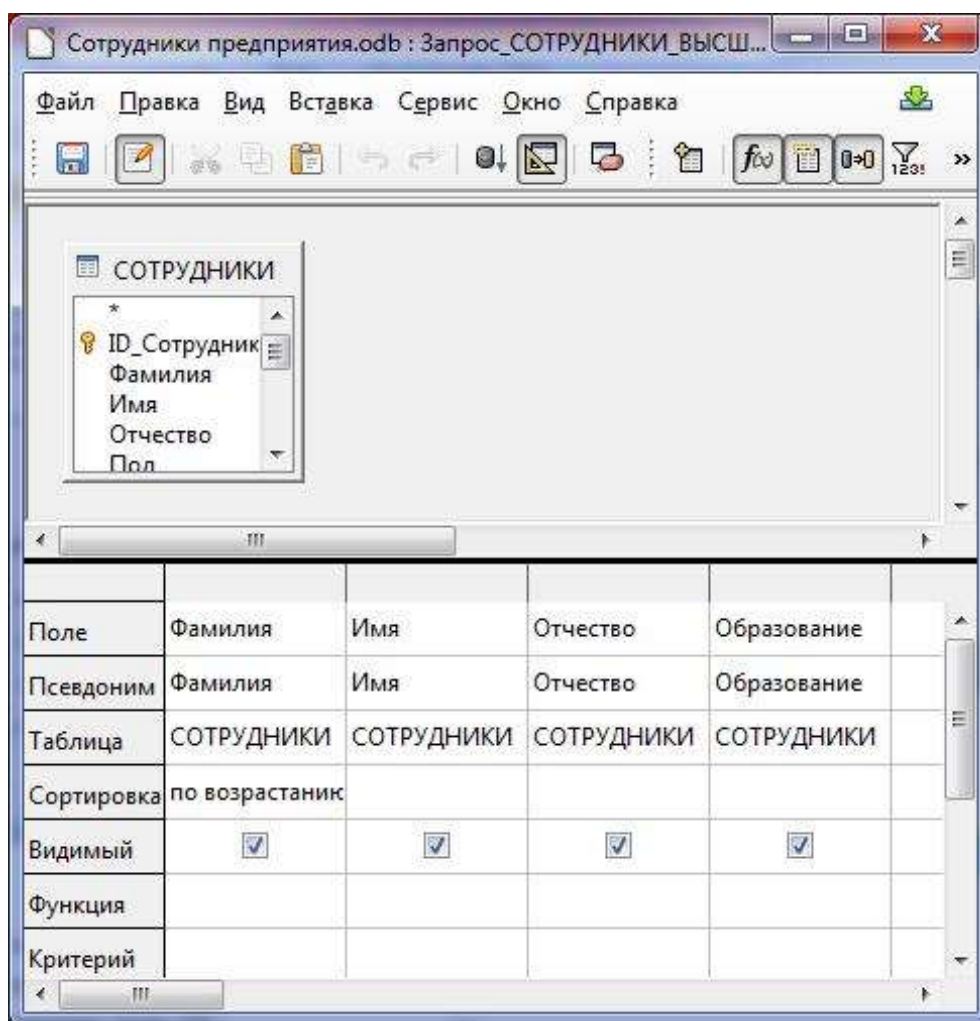 Сотрудники предприятия.odb : Запрос_СОТРУДНИКИ_ВЫСШ...
Файл Правка Вид Вставка Сервис Окно Справка
СОТРУДНИКИ
*
ID_Сотрудник
Фамилия
Имя
Отчество
Пол
Поле Фамилия Имя Отчество Образование
Псевдоним Фамилия Имя Отчество Образование
Таблица СОТРУДНИКИ СОТРУДНИКИ СОТРУДНИКИ СОТРУДНИКИ
Сортировка по возрастанию
Видимый
Функция
Критерий